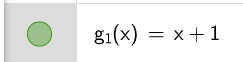 g₁(x) = x + 1